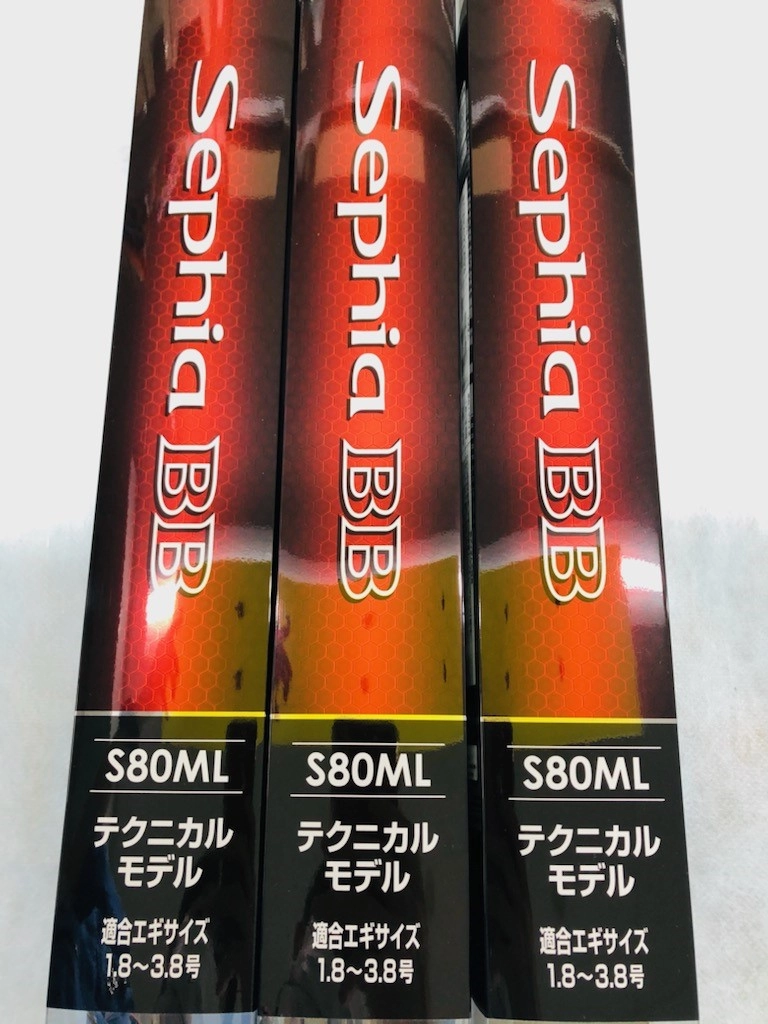 Sephia BB
S80ML
テクニカル
モデル
適合エギサイズ
1.8～3.8号
Sephia BB
S80ML
テクニカル
モデル
適合エギサイズ
1.8～3.8号
Sephia BB
S80ML
テクニカル
モデル
適合エギサイズ
1.8～3.8号